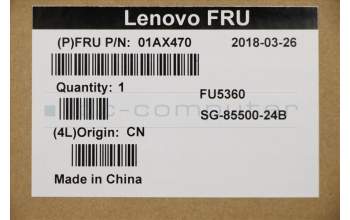 Lenovo FRU
(P)FRU P/N: 01AX470 2018-03-26
Quantity: 1
FU5360
SG-85500-24B
(4L)Origin: CN
Made in China